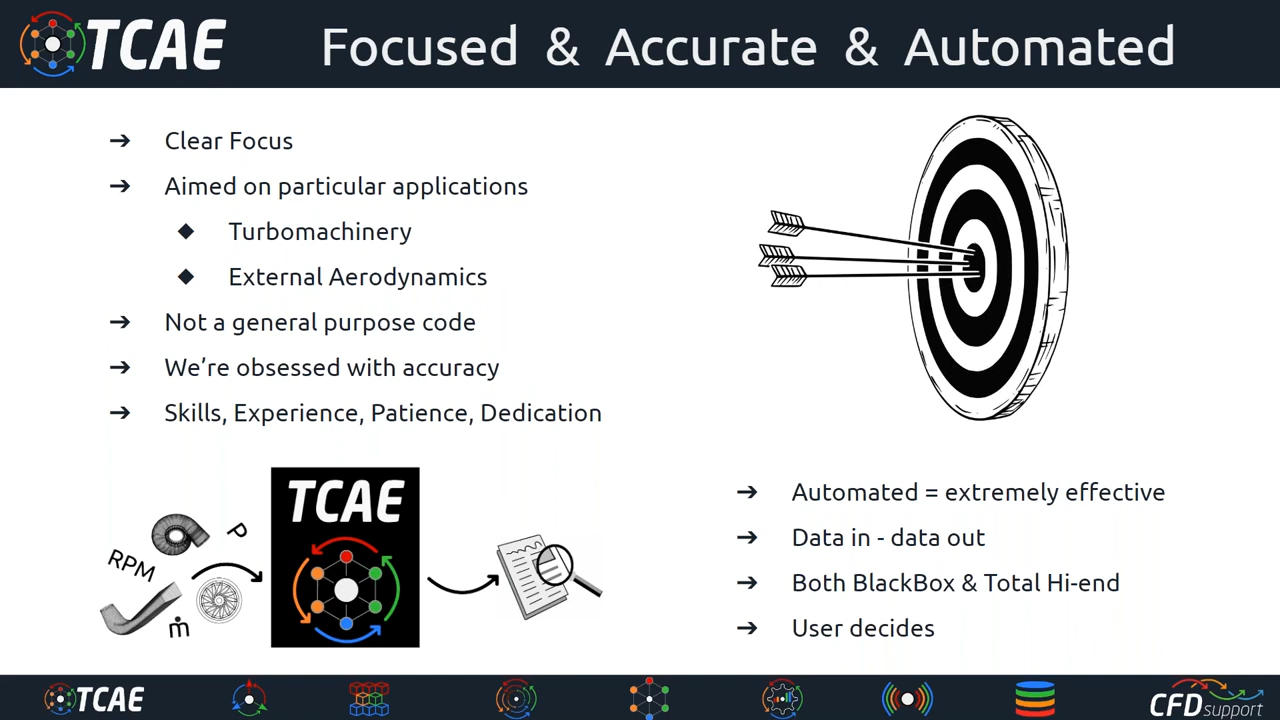 TCAE
Focused & Accurate & Automated
Clear Focus
Aimed on particular applications
Turbomachinery
External Aerodynamics
Not a general purpose code
We’re obsessed with accuracy
Skills, Experience, Patience, Dedication
TCAE
RPM
P
ṁ
Automated = extremely effective
Data in - data out
Both BlackBox & Total Hi-end
User decides
TCAE
CFD support